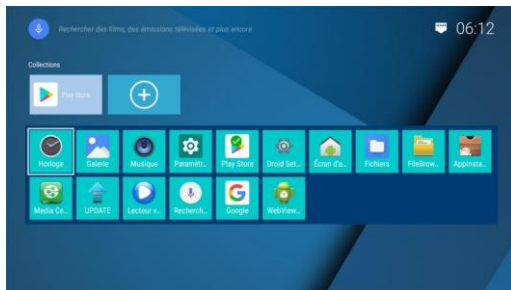 Rechercher des films, des émissions télévisées et plus encore
06:12
Collections
Play Store
Horloge Galerie Musique Paramètr... Play Store Droid Set... Écran d'a... Fichiers FileBrow... AppInsta...
Media Ce... UPDATE Lecteur v... Recherch... Google WebView...